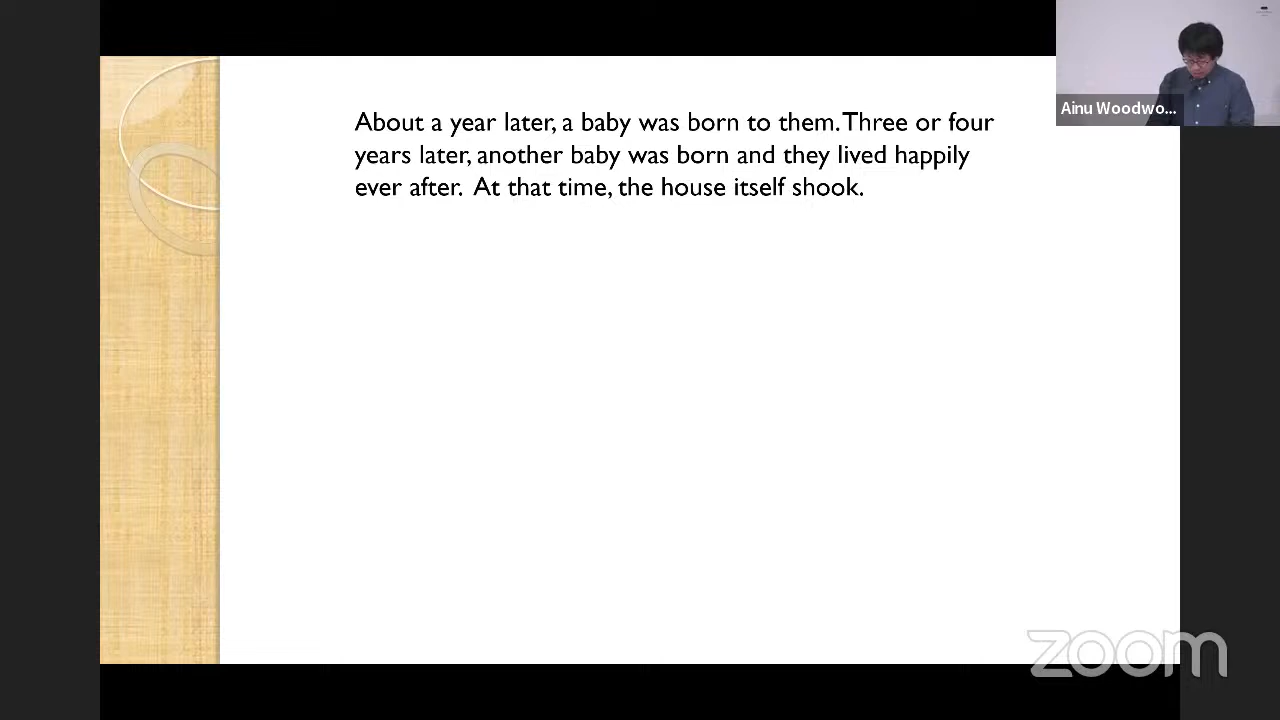 About a year later, a baby was born to them. Three or four
years later, another baby was born and they lived happily
ever after.  At that time, the house itself shook.
Ainu Woodwo...
zoom